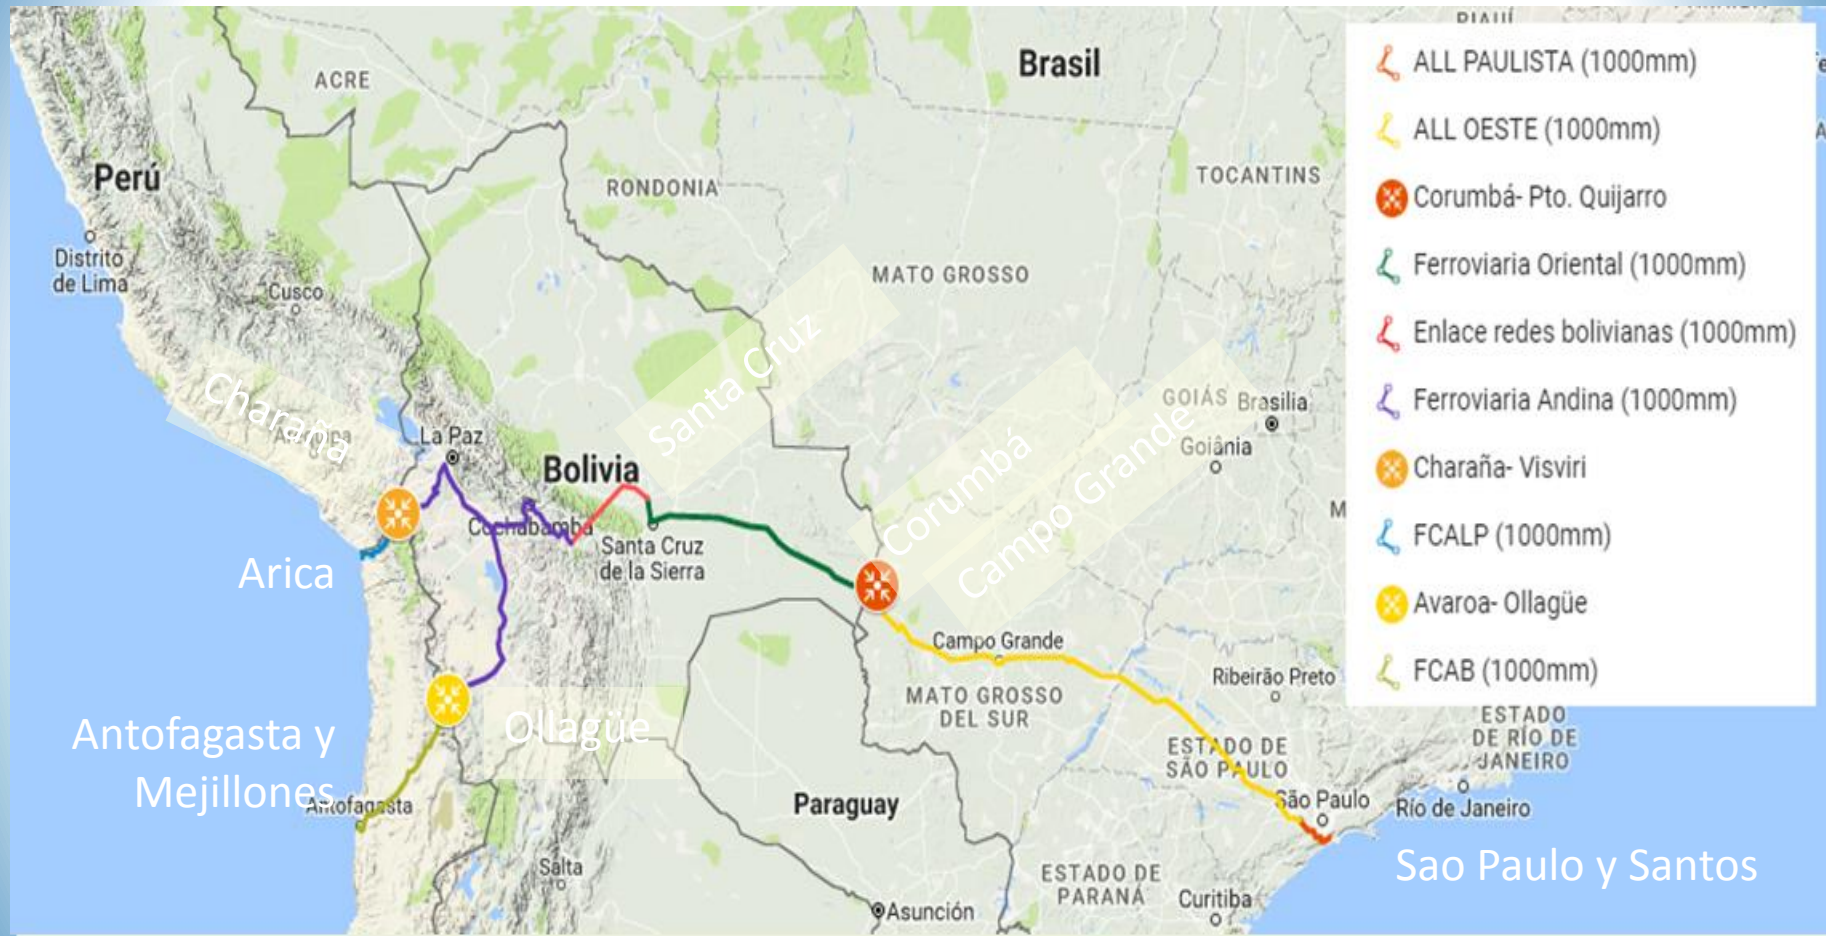 PIAUÍ
Brasil
ACRE
Perú
RONDONIA
TOCANTINS
Distrito
de Lima
Cusco
MATO GROSSO
Santa Cruz
Charaña
Arequipa
La Paz
Bolivia
GOIÁS
Brasilia
Goiânia
Corumbá
Campo Grande
Cochabamba
Santa Cruz
de la Sierra
Arica
Campo Grande
Ribeirão Preto
MATO GROSSO
DEL SUR
Ollagüe
Antofagasta y
Mejillones
Antofagasta
ESTADO DE
SÃO PAULO
ESTADO
DE RÍO DE
JANEIRO
São Paulo
Río de Janeiro
Paraguay
Sao Paulo y Santos
Salta
ESTADO DE
PARANÁ
Curitiba
Asunción
ALL PAULISTA (1000mm)
ALL OESTE (1000mm)
Corumbá- Pto. Quijarro
Ferroviaria Oriental (1000mm)
Enlace redes bolivianas (1000mm)
Ferroviaria Andina (1000mm)
Charaña- Visviri
FCALP (1000mm)
Avaroa- Ollagüe
FCAB (1000mm)